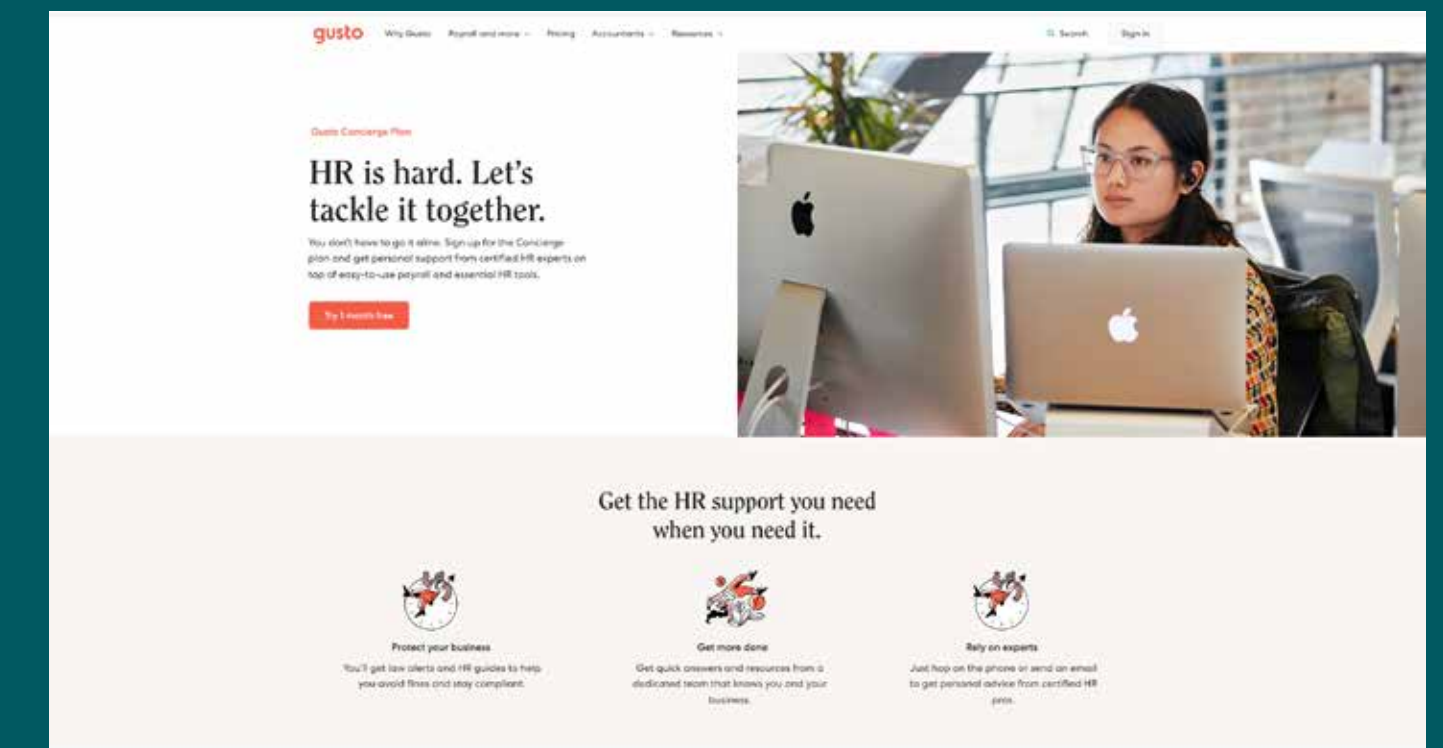 gusto Why Gusto Payroll and more Pricing Accountants Resources Search Sign in
Gusto Concierge Plan
HR is hard. Let's
tackle it together.
You don't have to go it alone. Sign up for the Concierge
plan and get personal support from certified HR experts on
top of easy-to-use payroll and essential HR tools.
Try 1 month free
Get the HR support you need
when you need it.
Protect your business
You'll get law alerts and HR guides to help
you avoid fines and stay compliant.
Get more done
Get quick answers and resources from a
dedicated team that knows you and your
business.
Rely on experts
Just hop on the phone or send an email
to get personal advice from certified HR
pros.